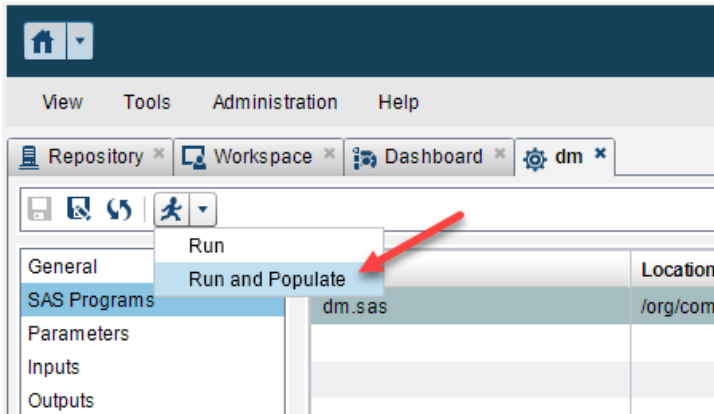 View Tools Administration Help
Repository Workspace Dashboard dm
Run
Run and Populate
General
SAS Programs
Parameters
Inputs
Outputs
Location
dm.sas /org/com